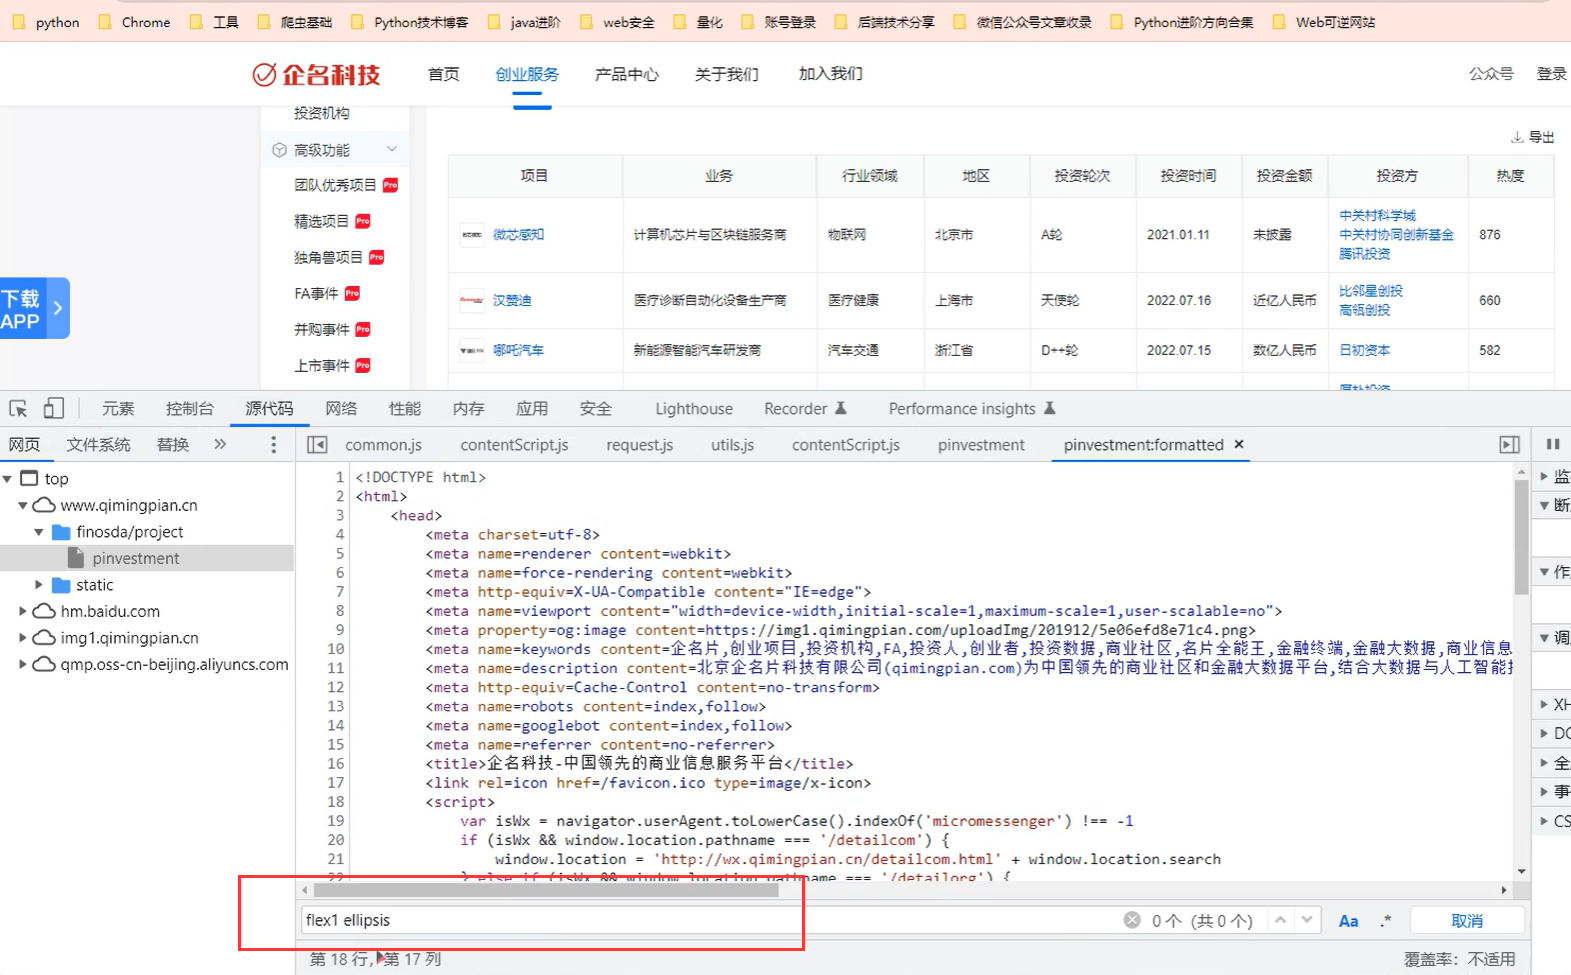 python Chrome 工具 爬虫基础 Python技术博客 java进阶 web安全 量化 账号登录 后端技术分享 微信公众号文章收录 Python进阶方向合集 Web可逆网站
企名科技 首页 创业服务 产品中心 关于我们 加入我们 公众号 登录
投资机构
高级功能
团队优秀项目 Pro
精选项目 Pro
独角兽项目 Pro
FA事件 Pro
并购事件 Pro
上市事件 Pro
下载
APP
导出
项目 业务 行业领域 地区 投资轮次 投资时间 投资金额 投资方 热度
微芯感知 计算机芯片与区块链服务商 物联网 北京市 A轮 2021.01.11 未披露 中关村科学城 876
中关村协同创新基金
腾讯投资
汉赞迪 医疗诊断自动化设备生产商 医疗健康 上海市 天使轮 2022.07.16 近亿人民币 比邻星创投 660
高瓴创投
哪吒汽车 新能源智能汽车研发商 汽车交通 浙江省 D++轮 2022.07.15 数亿人民币 日初资本 582
元素 控制台 源代码 网络 性能 内存 应用 安全 Lighthouse Recorder Performance insights
网页 文件系统 替换 » common.js contentScript.js request.js utils.js contentScript.js pinvestment pinvestment:formatted ×
top
www.qimingpian.cn
finosda/project
pinvestment
static
hm.baidu.com
img1.qimingpian.cn
qmp.oss-cn-beijing.aliyuncs.com
1 <!DOCTYPE html>
2 <html>
3 <head>
4 <meta charset=utf-8>
5 <meta name=renderer content=webkit>
6 <meta name=force-rendering content=webkit>
7 <meta http-equiv=X-UA-Compatible content="IE=edge">
8 <meta name=viewport content="width=device-width,initial-scale=1,maximum-scale=1,user-scalable=no">
9 <meta property=og:image content=https://img1.qimingpian.com/uploadImg/201912/5e06efd8e71c4.png>
10 <meta name=keywords content=企名片,创业项目,投资机构,FA,投资人,创业者,投资数据,商业社区,名片全能王,金融终端,金融大数据,商业信息
11 <meta name=description content=北京企名片科技有限公司(qimingpian.com)为中国领先的商业社区和金融大数据平台,结合大数据与人工智能
12 <meta http-equiv=Cache-Control content=no-transform>
13 <meta name=robots content=index,follow>
14 <meta name=googlebot content=index,follow>
15 <meta name=referrer content=no-referrer>
16 <title>企名科技-中国领先的商业信息服务平台</title>
17 <link rel=icon href=/favicon.ico type=image/x-icon>
18 <script>
19 var isWx = navigator.userAgent.toLowerCase().indexOf('micromessenger') !== -1
20 if (isWx && window.location.pathname === '/detailcom') {
21 window.location = 'http://wx.qimingpian.cn/detailcom.html' + window.location.search
22 } else if (isWx && window.location.pathname === '/detailorg') {
监
断
作
调
XH
DO
全
事
CS
flex1 ellipsis 0个 (共0个) Aa .* 取消
第 18 行, 第 17 列 覆盖率: 不适用